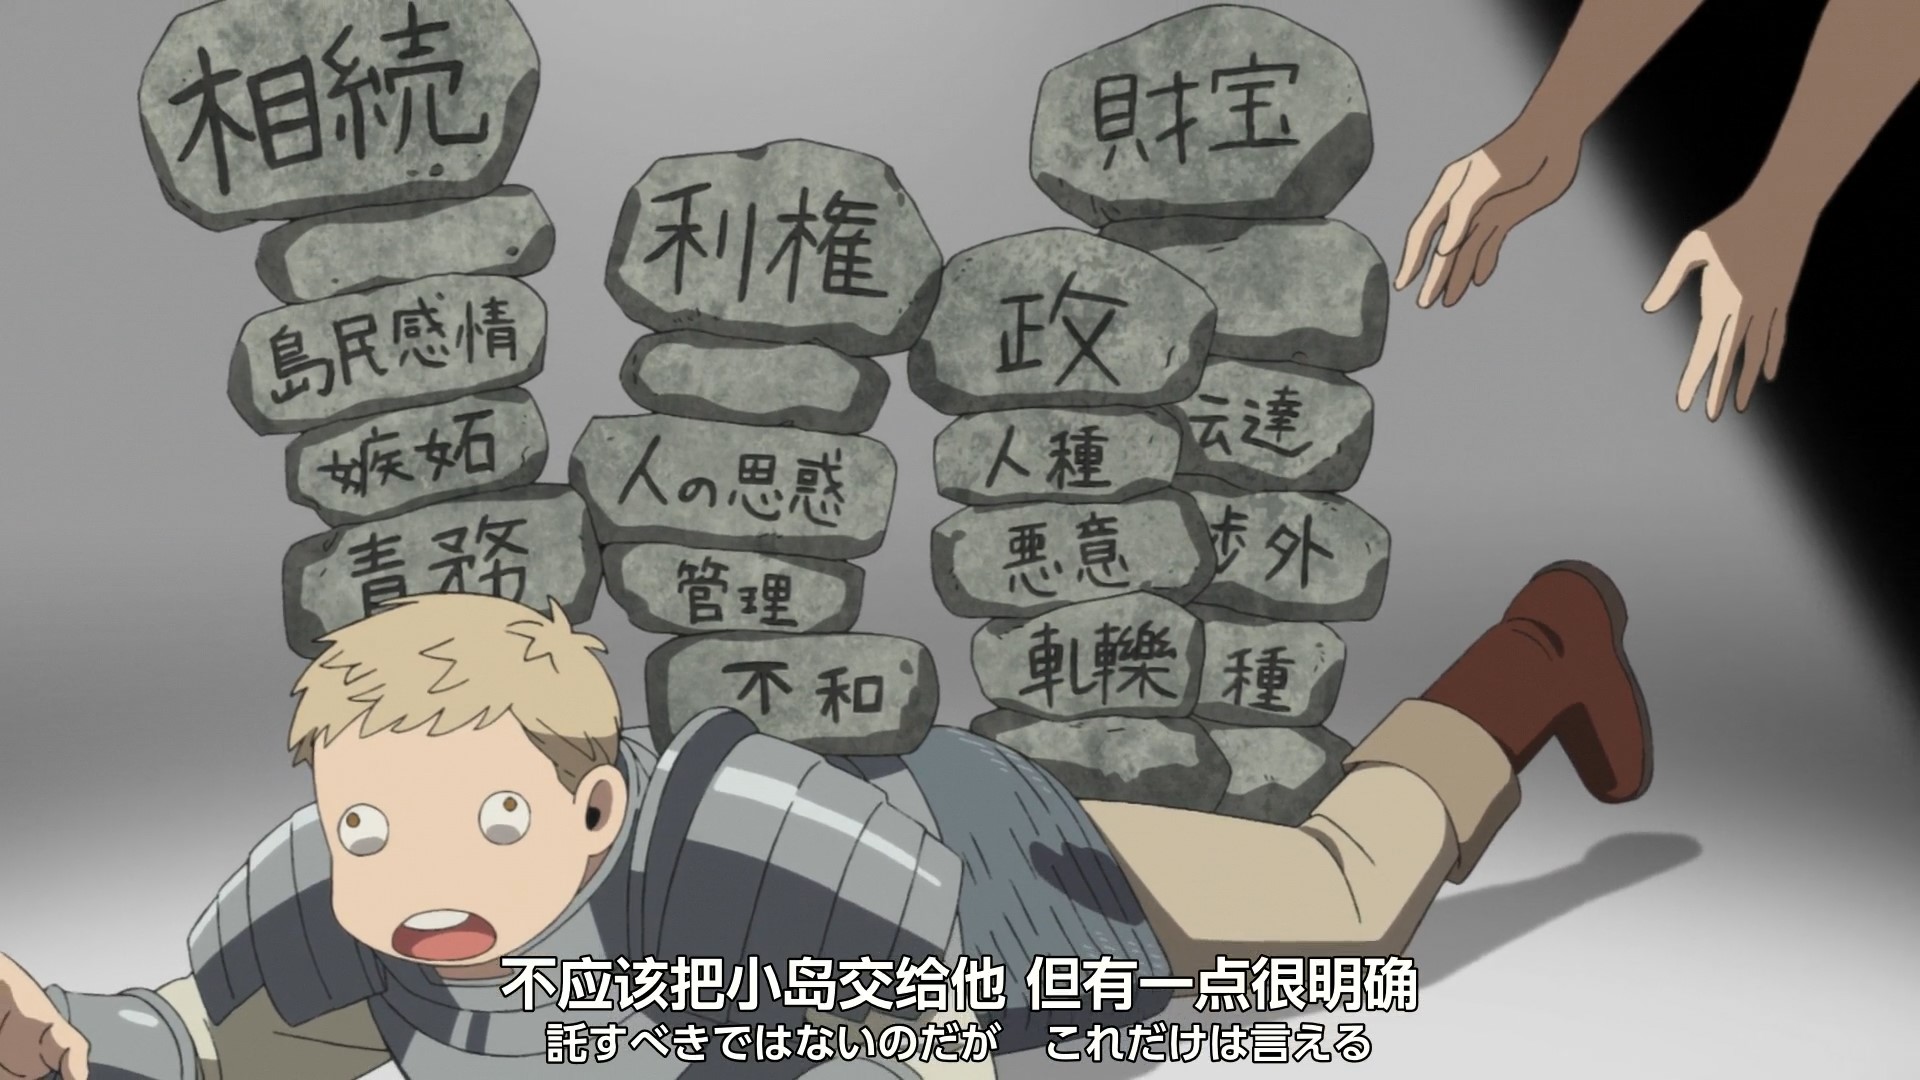 相続
島民感情
嫉妬
責務
利権
人の思惑
管理
不和
政
人種
悪意
軋轢
財宝
達
外
種
不应该把小岛交给他 但有一点很明确
託すべきではないのだが　これだけは言える